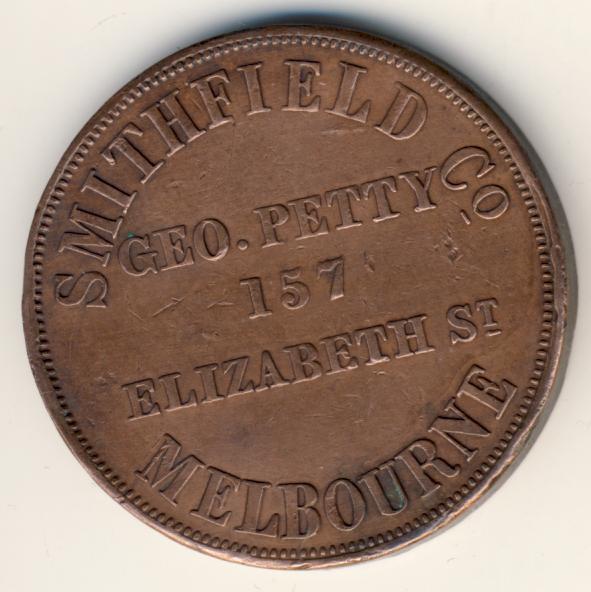 SMITHFIELD CO
GEO. PETTY
157
ELIZABETH ST
MELBOURNE